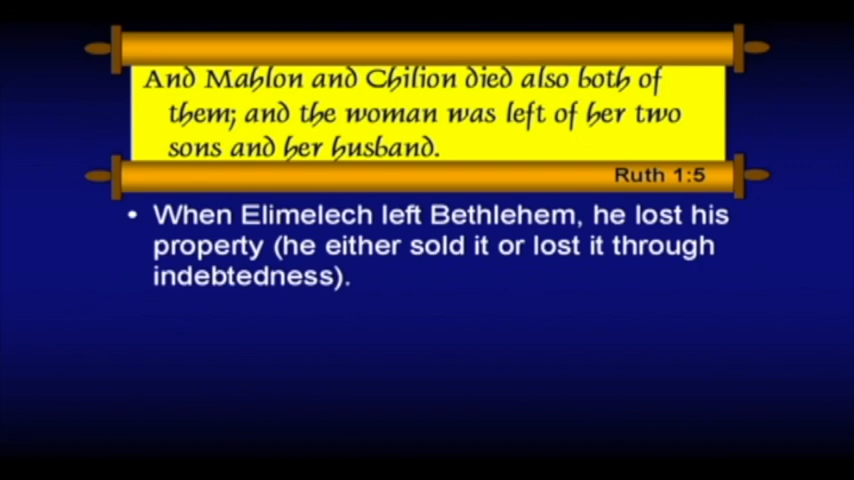 And Mahlon and Chilion died also both of
them; and the woman was left of her two
sons and her husband.
Ruth 1:5
• When Elimelech left Bethlehem, he lost his
property (he either sold it or lost it through
indebtedness).